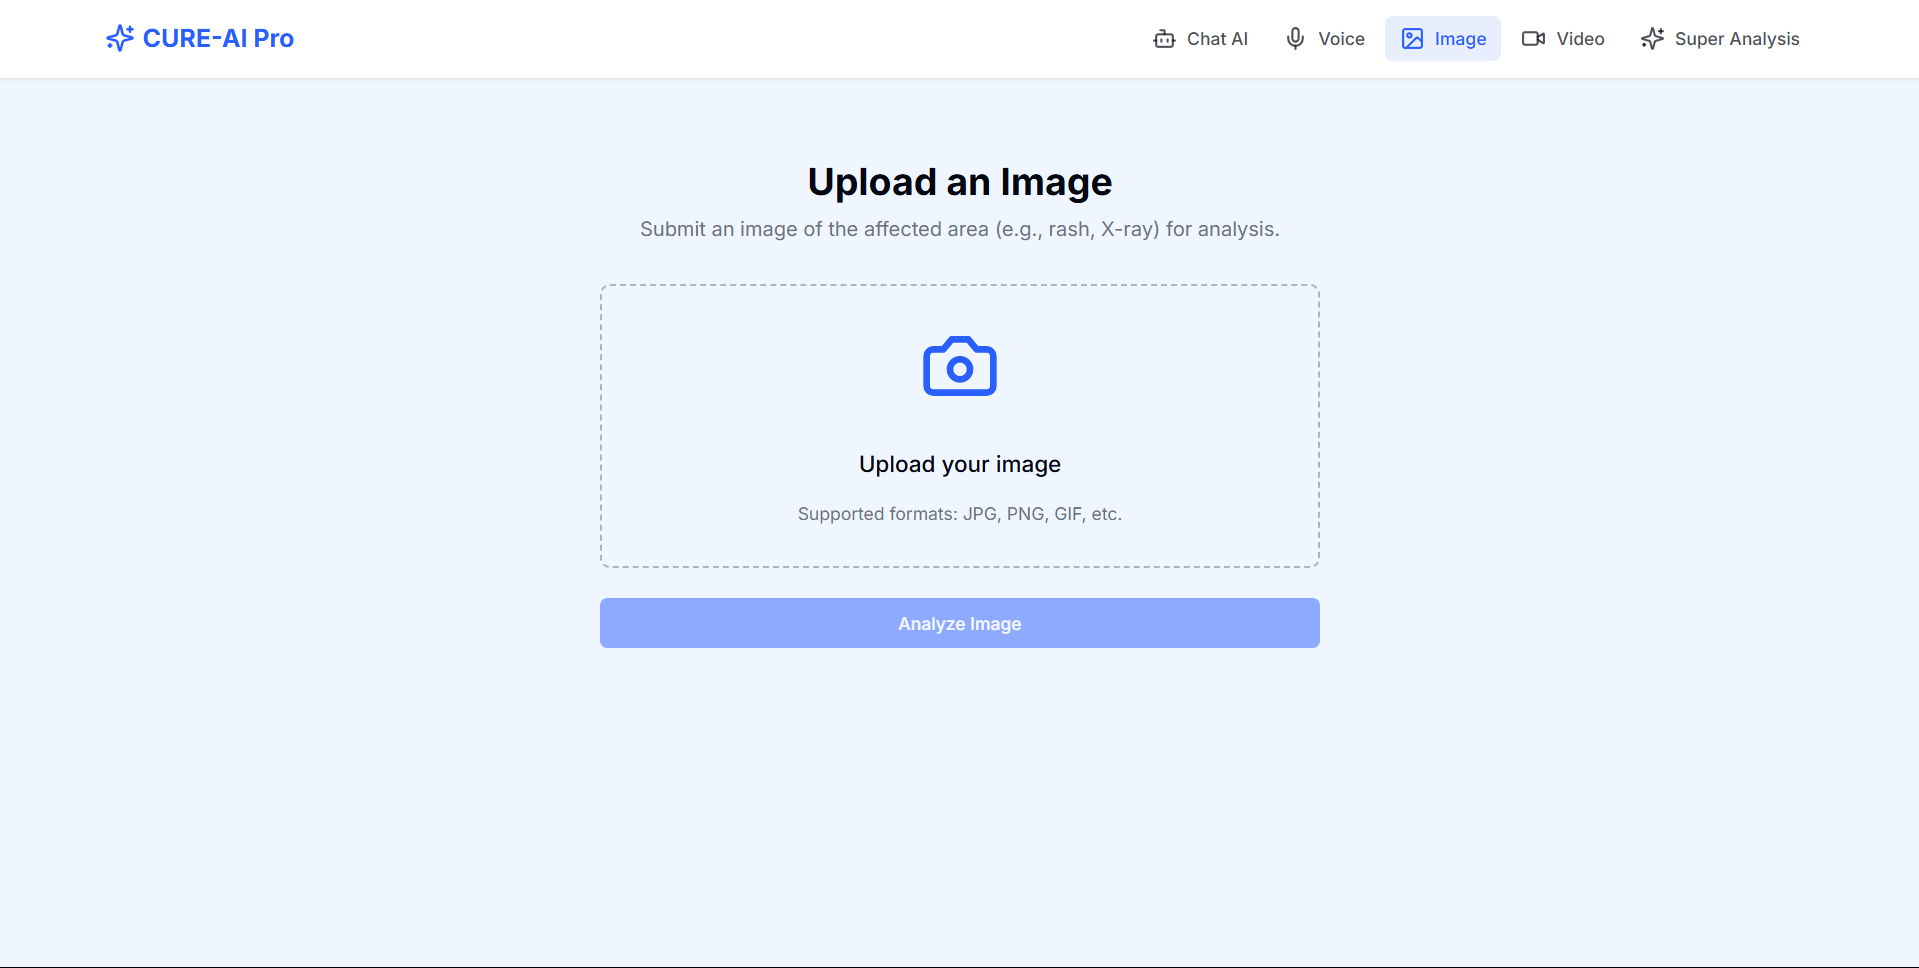 CURE-AI Pro
Chat AI
Voice
Image
Video
Super Analysis
Upload an Image
Submit an image of the affected area (e.g., rash, X-ray) for analysis.
Upload your image
Supported formats: JPG, PNG, GIF, etc.
Analyze Image